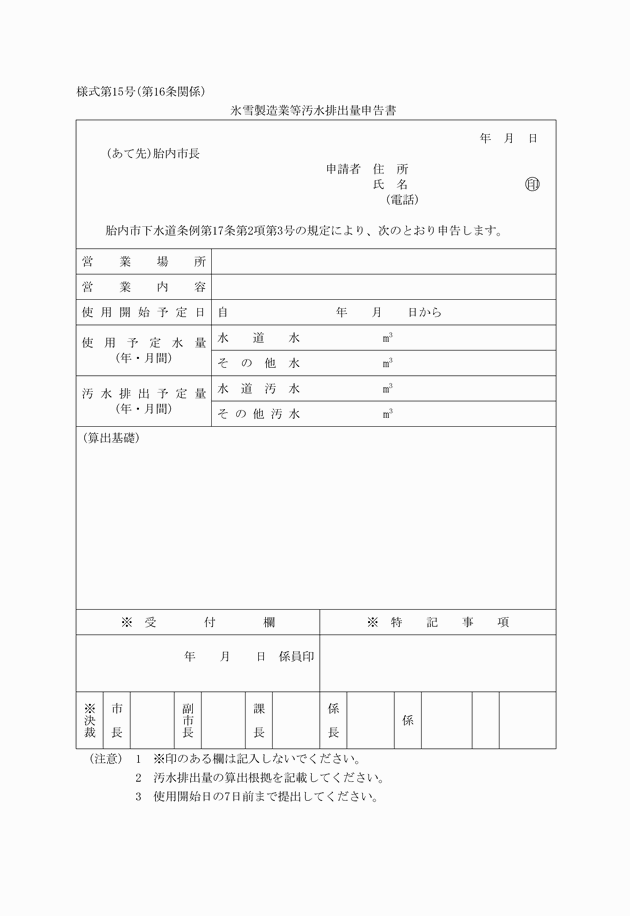 様式第15号(第16条関係)
氷雪製造業等汚水排出量申告書
年　月　日
(あて先)胎内市長
申請者　住　所
氏　名　㊞
(電話)
胎内市下水道条例第17条第2項第3号の規定により、次のとおり申告します。
営業場所
営業内容
使用開始予定日　自　年　月　日から
使用予定水量
(年・月間)
水道水　m³
その他水　m³
汚水排出予定量
(年・月間)
水道汚水　m³
その他汚水　m³
(算出基礎)
※　受付欄　※　特記事項
年　月　日　係員印
※決裁　市長　副市長　課長　係長　係
(注意)　1　※印のある欄は記入しないでください。
2　汚水排出量の算出根拠を記載してください。
3　使用開始日の7日前まで提出してください。